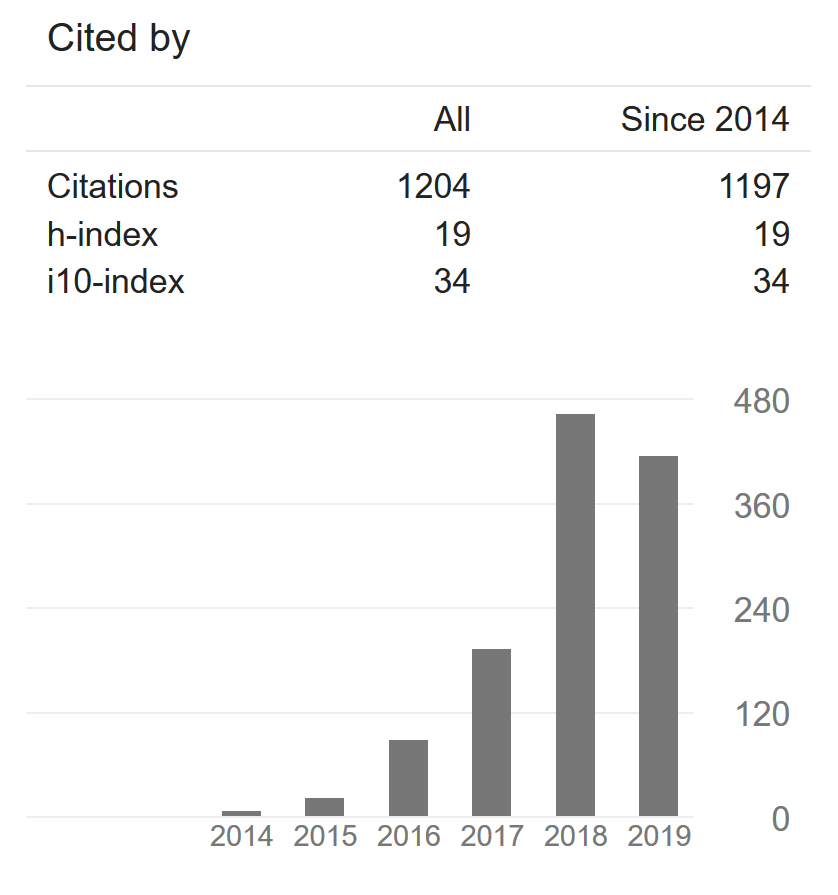 Cited by
All Since 2014
Citations 1204 1197
h-index 19 19
i10-index 34 34
480
360
240
120
0
2014 2015 2016 2017 2018 2019